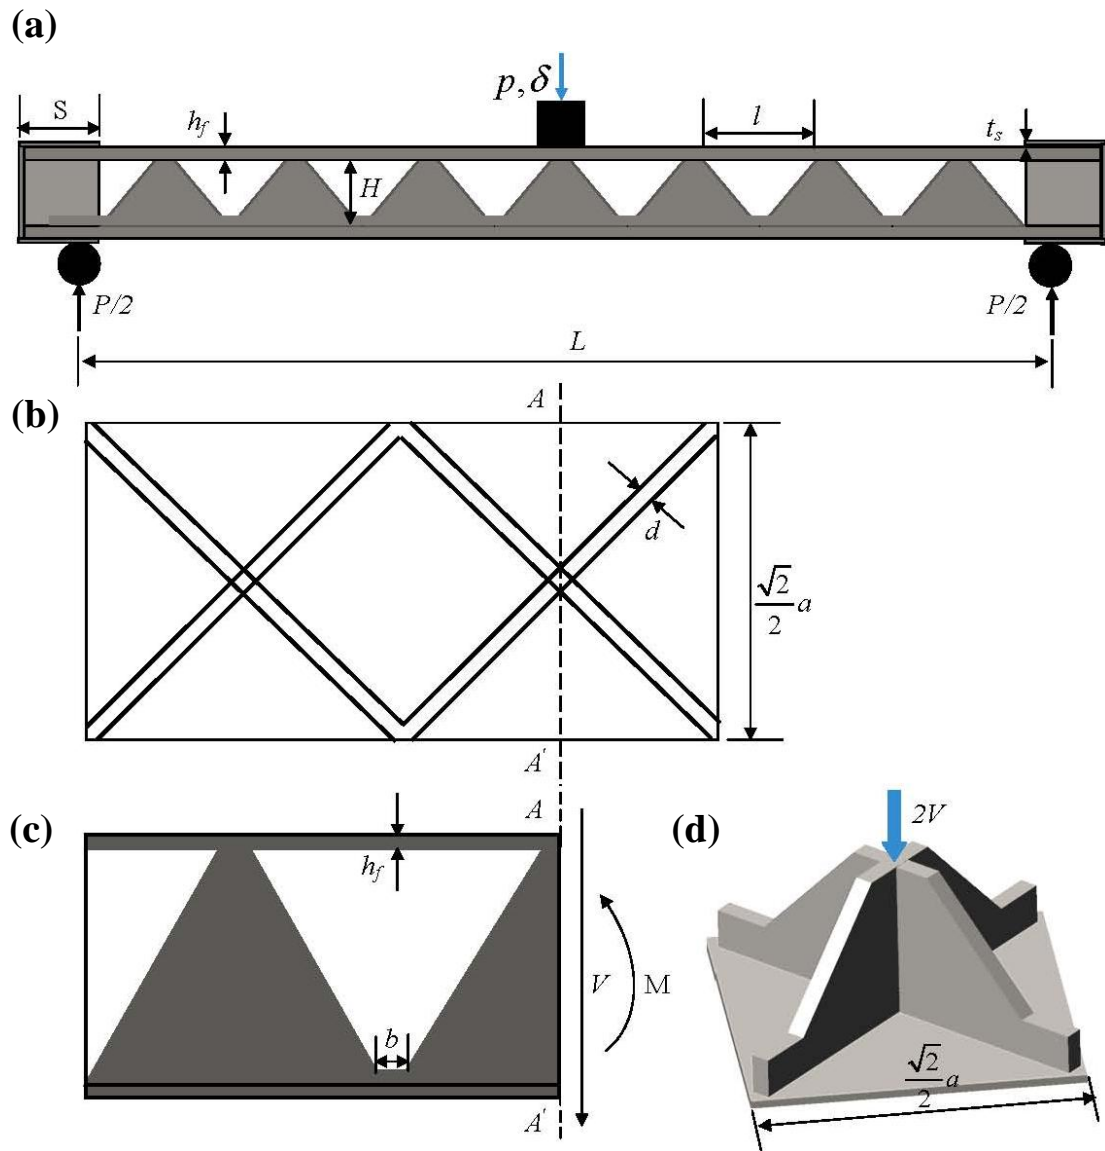 (a)
p, δ
S
h_f
l
t_s
H
P/2
P/2
L
(b)
A
d
√2/2 a
A'
(c)
A
h_f
b
V
M
A'
(d)
2V
√2/2 a